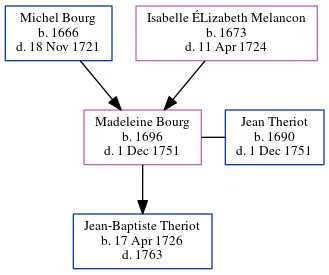 Michel Bourg
b. 1666
d. 18 Nov 1721
Isabelle ÉLizabeth Melancon
b. 1673
d. 11 Apr 1724
Madeleine Bourg
b. 1696
d. 1 Dec 1751
Jean Theriot
b. 1690
d. 1 Dec 1751
Jean-Baptiste Theriot
b. 17 Apr 1726
d. 1763